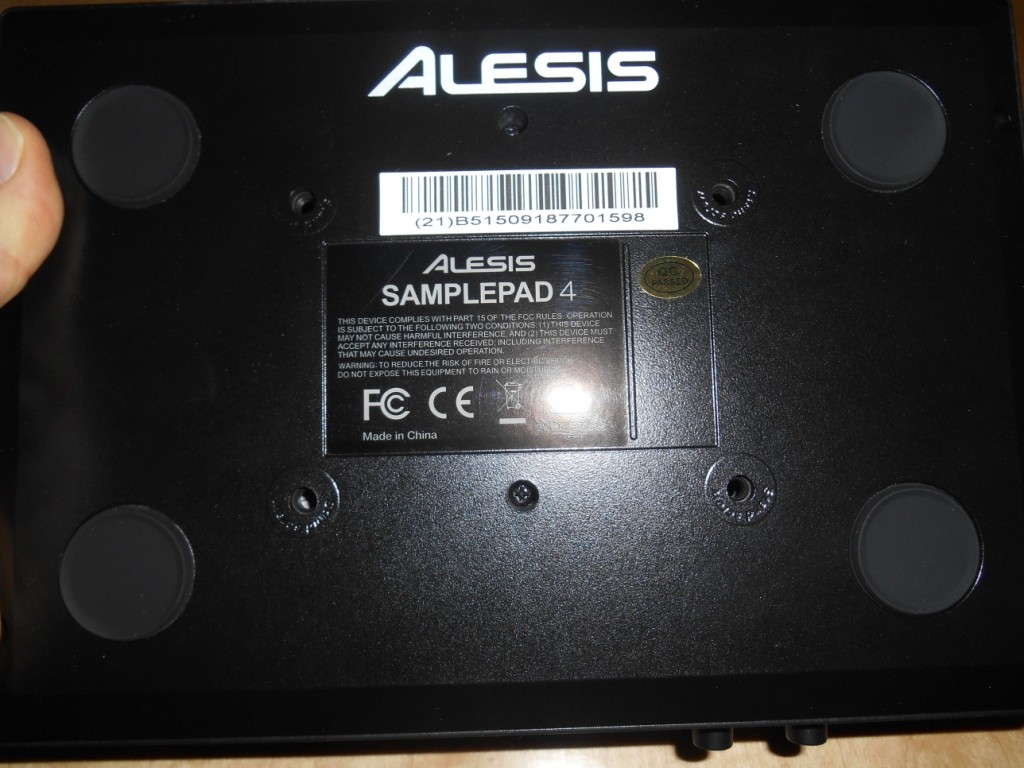 ALESIS
(21)B51509187701598
ALESIS
SAMPLEPAD 4
Q.C.
PASSED
THIS DEVICE COMPLIES WITH PART 15 OF THE FCC RULES. OPERATION
IS SUBJECT TO THE FOLLOWING TWO CONDITIONS: (1) THIS DEVICE
MAY NOT CAUSE HARMFUL INTERFERENCE, AND (2) THIS DEVICE MUST
ACCEPT ANY INTERFERENCE RECEIVED, INCLUDING INTERFERENCE
THAT MAY CAUSE UNDESIRED OPERATION.
WARNING: TO REDUCE THE RISK OF FIRE OR ELECTRIC
DO NOT EXPOSE THIS EQUIPMENT TO RAIN OR
FC CE
Made in China